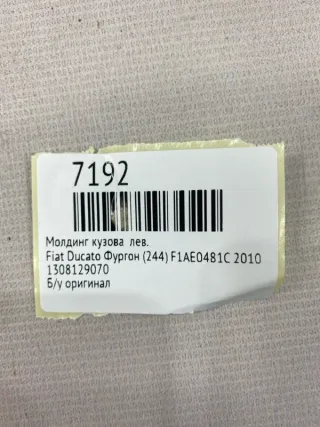 7192
Молдинг кузова лев.
Fiat Ducato Фургон (244) F1AE0481C 2010
1308129070
Б/у оригинал